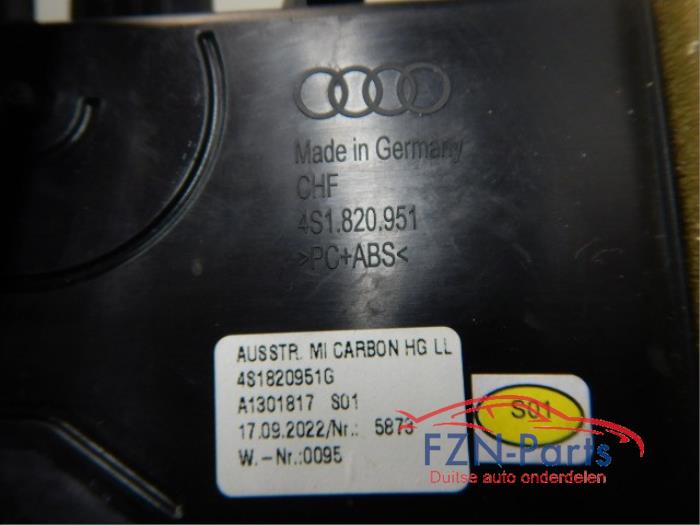 Made in Germany
CHF
4S1.820.951
>PC+ABS<
AUSSTR. MI CARBON HG LL
4S1820951G
A1301817 S01
17.09.2022/Nr.: 5873
W.-Nr.:0095
S01
FZN-Parts
Duitse auto onderdelen